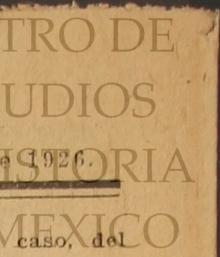 TRO DE
UDIOS
e 1926.
ISTORIA
MEXICO
caso, del